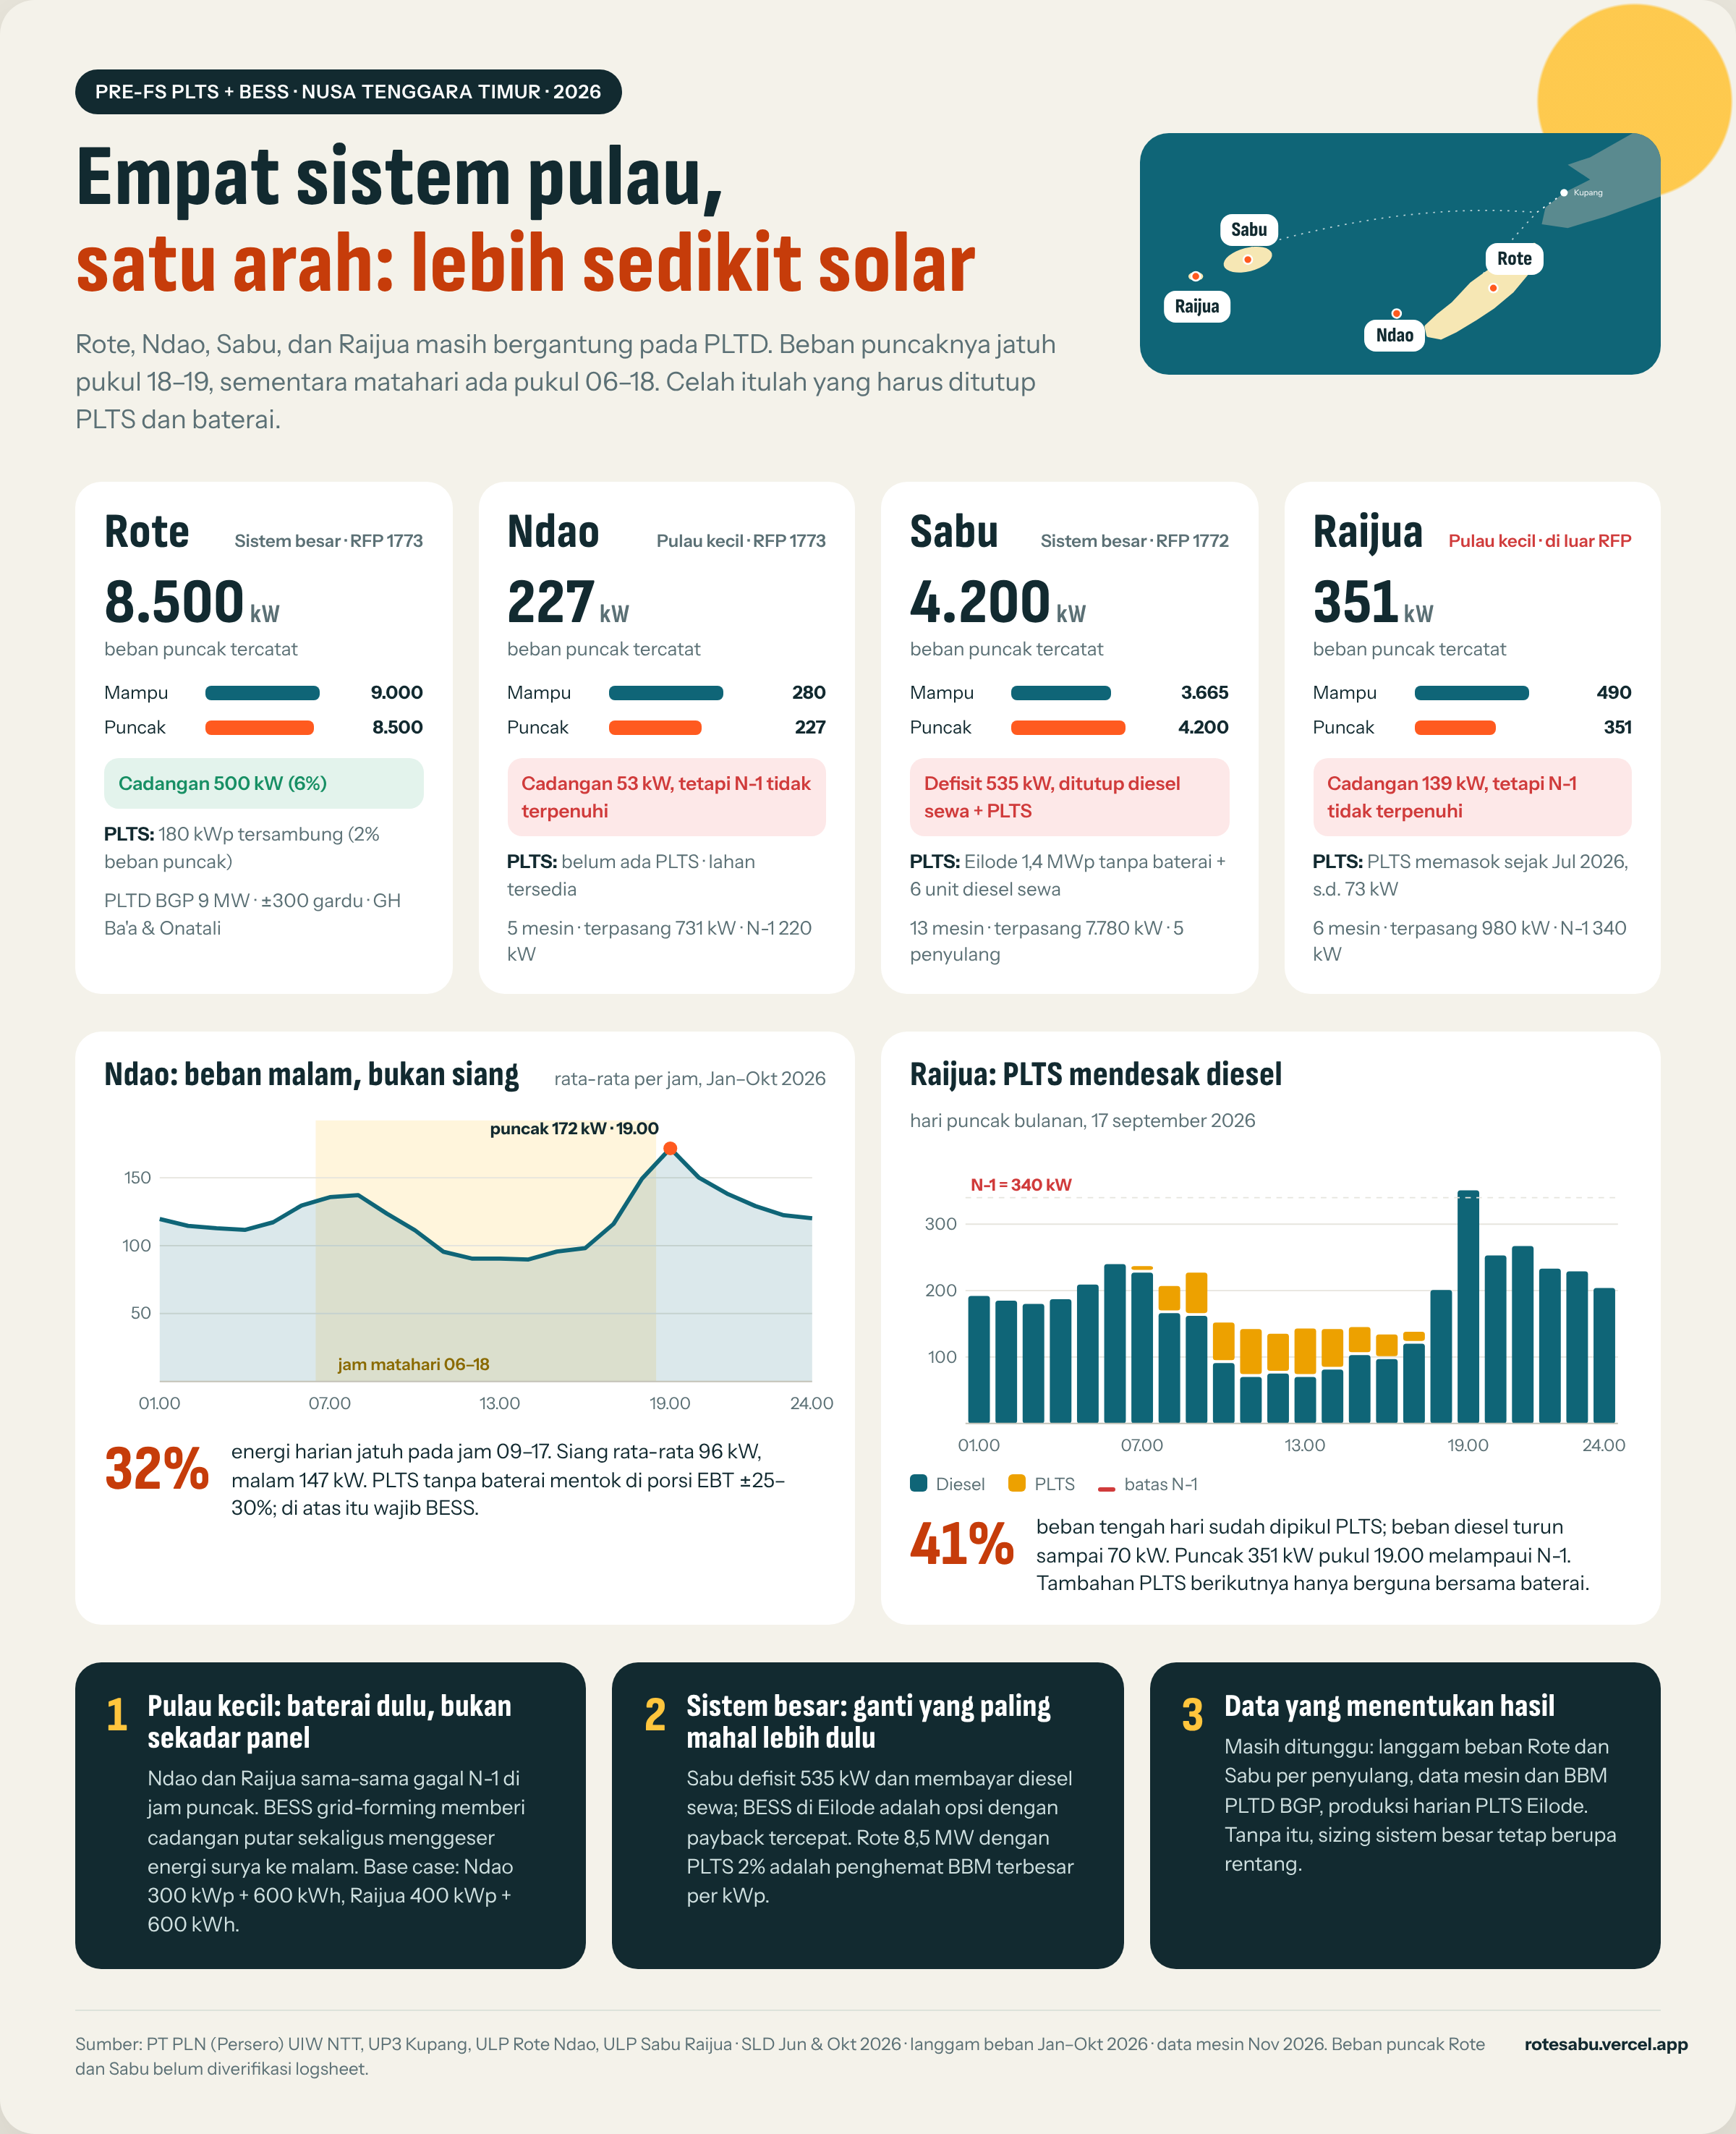 PRE-FS PLTS + BESS · NUSA TENGGARA TIMUR · 2026
Empat sistem pulau,
satu arah: lebih sedikit solar
Rote, Ndao, Sabu, dan Raijua masih bergantung pada PLTD. Beban puncaknya jatuh
pukul 18–19, sementara matahari ada pukul 06–18. Celah itulah yang harus ditutup
PLTS dan baterai.
Kupang
Sabu
Rote
Raijua
Ndao
Rote
Sistem besar · RFP 1773
8.500 kW
beban puncak tercatat
Mampu 9.000
Puncak 8.500
Cadangan 500 kW (6%)
PLTS: 180 kWp tersambung (2%
beban puncak)
PLTD BGP 9 MW · ±300 gardu · GH
Ba'a & Onatali
Ndao
Pulau kecil · RFP 1773
227 kW
beban puncak tercatat
Mampu 280
Puncak 227
Cadangan 53 kW, tetapi N-1 tidak
terpenuhi
PLTS: belum ada PLTS · lahan
tersedia
5 mesin · terpasang 731 kW · N-1 220
kW
Sabu
Sistem besar · RFP 1772
4.200 kW
beban puncak tercatat
Mampu 3.665
Puncak 4.200
Defisit 535 kW, ditutup diesel
sewa + PLTS
PLTS: Eilode 1,4 MWp tanpa baterai +
6 unit diesel sewa
13 mesin · terpasang 7.780 kW · 5
penyulang
Raijua
Pulau kecil · di luar RFP
351 kW
beban puncak tercatat
Mampu 490
Puncak 351
Cadangan 139 kW, tetapi N-1
tidak terpenuhi
PLTS: PLTS memasok sejak Jul 2026,
s.d. 73 kW
6 mesin · terpasang 980 kW · N-1 340
kW
Ndao: beban malam, bukan siang
rata-rata per jam, Jan–Okt 2026
puncak 172 kW · 19.00
150
100
50
jam matahari 06–18
01.00 07.00 13.00 19.00 24.00
32%
energi harian jatuh pada jam 09–17. Siang rata-rata 96 kW,
malam 147 kW. PLTS tanpa baterai mentok di porsi EBT ±25–
30%; di atas itu wajib BESS.
Raijua: PLTS mendesak diesel
hari puncak bulanan, 17 september 2026
N-1 = 340 kW
300
200
100
01.00 07.00 13.00 19.00 24.00
Diesel PLTS batas N-1
41%
beban tengah hari sudah dipikul PLTS; beban diesel turun
sampai 70 kW. Puncak 351 kW pukul 19.00 melampaui N-1.
Tambahan PLTS berikutnya hanya berguna bersama baterai.
1
Pulau kecil: baterai dulu, bukan
sekadar panel
Ndao dan Raijua sama-sama gagal N-1 di
jam puncak. BESS grid-forming memberi
cadangan putar sekaligus menggeser
energi surya ke malam. Base case: Ndao
300 kWp + 600 kWh, Raijua 400 kWp +
600 kWh.
2
Sistem besar: ganti yang paling
mahal lebih dulu
Sabu defisit 535 kW dan membayar diesel
sewa; BESS di Eilode adalah opsi dengan
payback tercepat. Rote 8,5 MW dengan
PLTS 2% adalah penghemat BBM terbesar
per kWp.
3
Data yang menentukan hasil
Masih ditunggu: langgam beban Rote dan
Sabu per penyulang, data mesin dan BBM
PLTD BGP, produksi harian PLTS Eilode.
Tanpa itu, sizing sistem besar tetap berupa
rentang.
Sumber: PT PLN (Persero) UIW NTT, UP3 Kupang, ULP Rote Ndao, ULP Sabu Raijua · SLD Jun & Okt 2026 · langgam beban Jan–Okt 2026 · data mesin Nov 2026. Beban puncak Rote
dan Sabu belum diverifikasi logsheet.
rotesabu.vercel.app